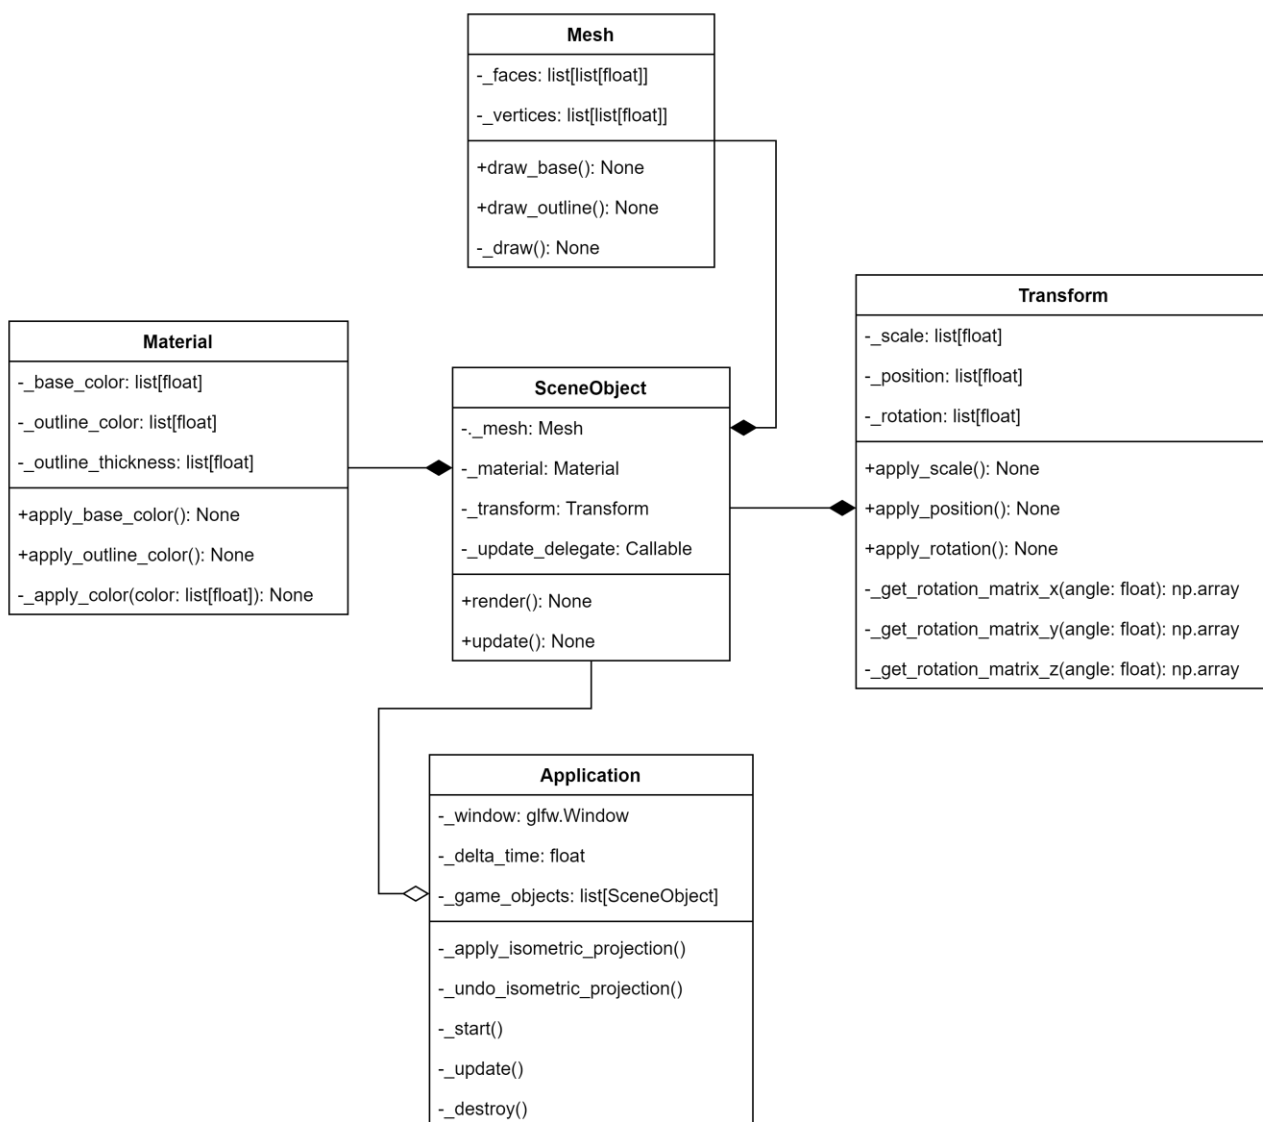 Mesh
-_faces: list[list[float]]
-_vertices: list[list[float]]
+draw_base(): None
+draw_outline(): None
-_draw(): None
Transform
-_scale: list[float]
-_position: list[float]
-_rotation: list[float]
+apply_scale(): None
+apply_position(): None
+apply_rotation(): None
-_get_rotation_matrix_x(angle: float): np.array
-_get_rotation_matrix_y(angle: float): np.array
-_get_rotation_matrix_z(angle: float): np.array
Material
-_base_color: list[float]
-_outline_color: list[float]
-_outline_thickness: list[float]
+apply_base_color(): None
+apply_outline_color(): None
-_apply_color(color: list[float]): None
SceneObject
-._mesh: Mesh
-_material: Material
-_transform: Transform
-_update_delegate: Callable
+render(): None
+update(): None
Application
-_window: glfw.Window
-_delta_time: float
-_game_objects: list[SceneObject]
-_apply_isometric_projection()
-_undo_isometric_projection()
-_start()
-_update()
-_destroy()